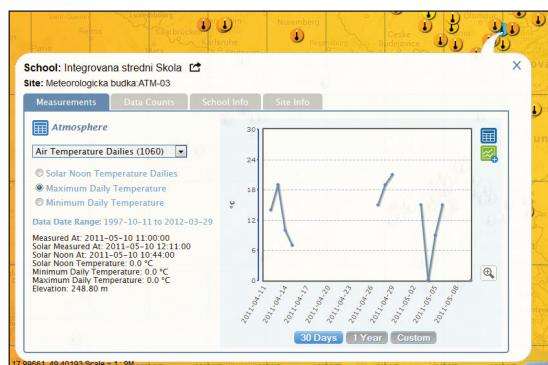 Nuremberg
School: Integrovana stredni Skola
X
Site: Meteorologicka budka:ATM-03
Measurements
Data Counts
School Info
Site Info
Atmosphere
Air Temperature Dailies (1060)
Solar Noon Temperature Dailies
Maximum Daily Temperature
Minimum Daily Temperature
Data Date Range: 1997-10-11 to 2012-03-29
Measured At: 2011-05-10 11:00:00
Solar Measured At: 2011-05-10 12:11:00
Solar Noon At: 2011-05-10 10:44:00
Solar Noon Temperature: 0.0 °C
Minimum Daily Temperature: 0.0 °C
Maximum Daily Temperature: 0.0 °C
Elevation: 248.80 m
30
24
18
12
6
0
°C
2011-04-11
2011-04-14
2011-04-17
2011-04-20
2011-04-23
2011-04-26
2011-04-29
2011-05-02
2011-05-05
2011-05-08
30 Days
1 Year
Custom